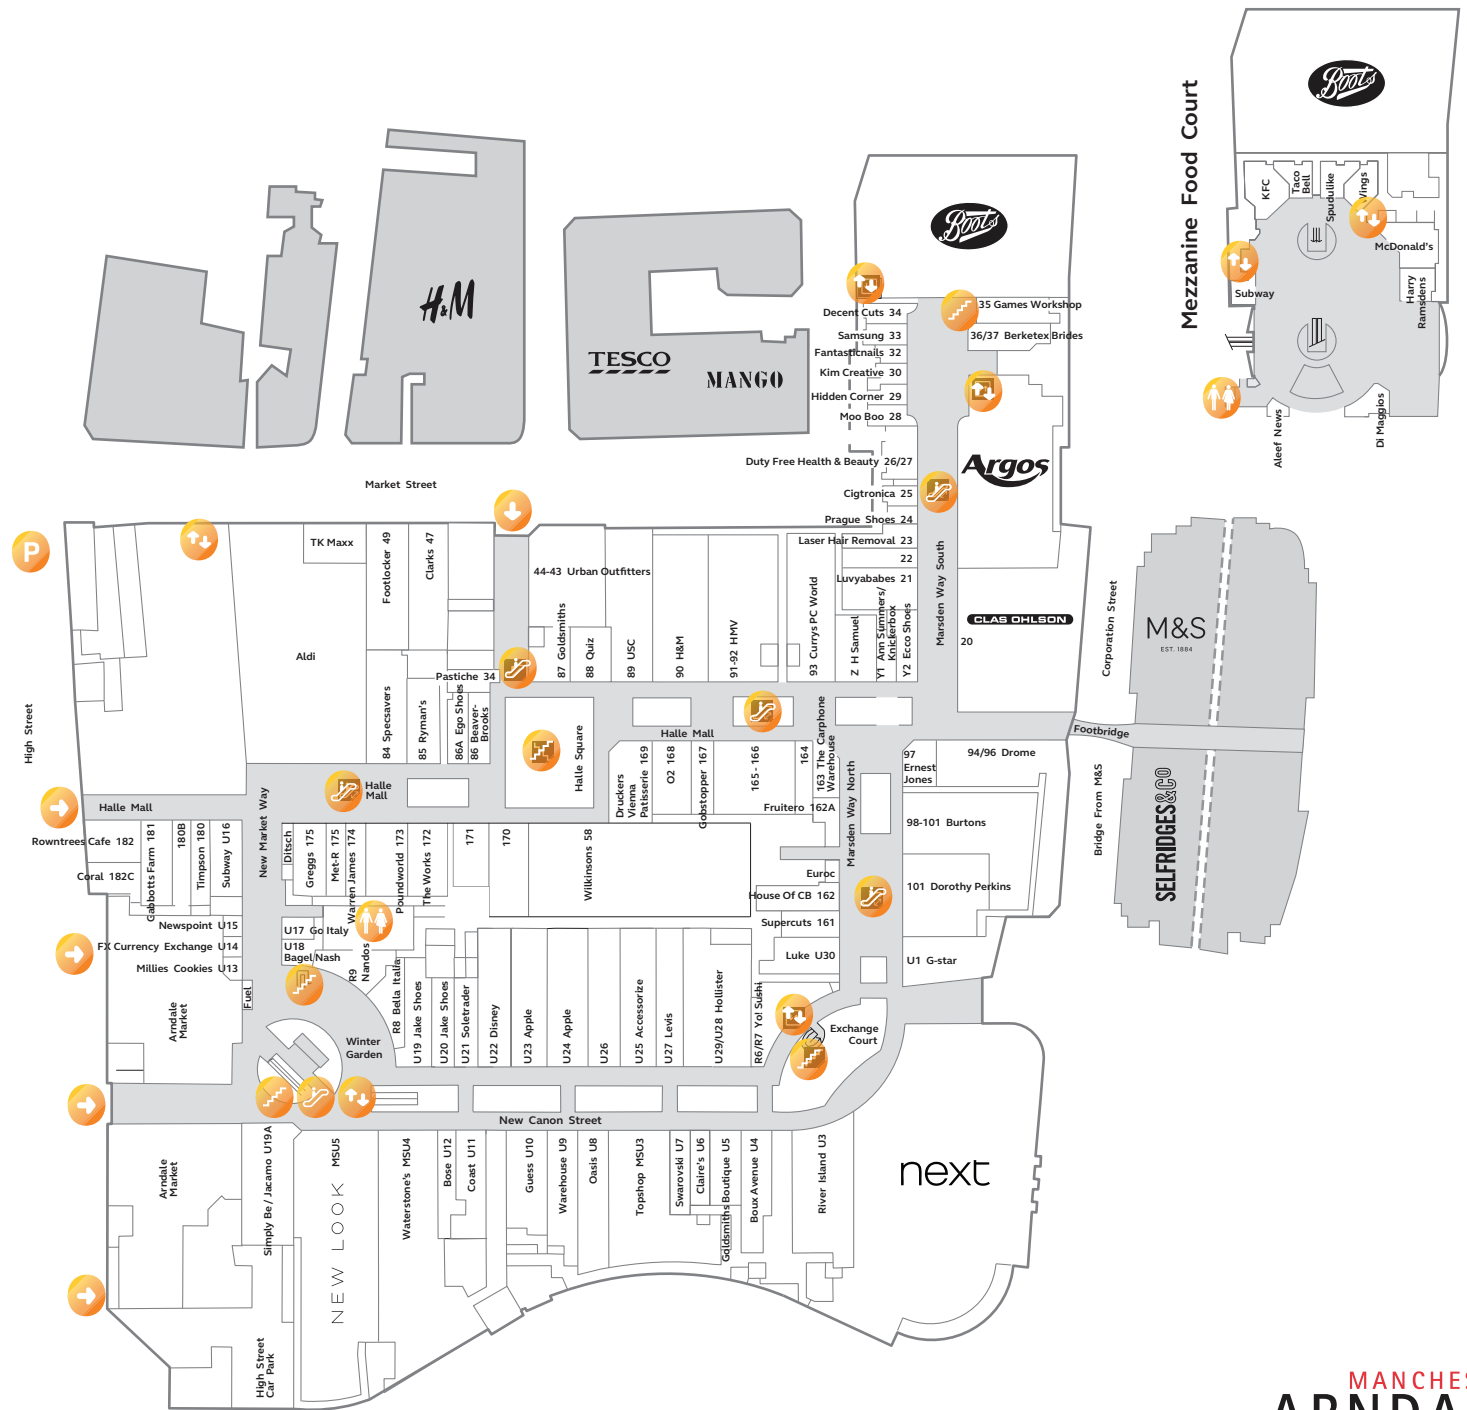 Boots
Mezzanine Food Court
KFC
Taco
Bell
Spudulike
Wings
McDonald's
Subway
Harry
Ramsdens
Aleef News
Di Maggios
H&M
TESCO
MANGO
Boots
35 Games Workshop
Decent Cuts 34
Samsung 33
36/37 Berketex Brides
Fantasticnails 32
Kim Creative 30
Hidden Corner 29
Moo Boo 28
Duty Free Health & Beauty 26/27
Argos
Cigtronica 25
Prague Shoes 24
Laser Hair Removal 23
22
Luvyababes 21
Market Street
P
TK Maxx
Footlocker 49
Clarks 47
44-43 Urban Outfitters
87 Goldsmiths
88 Quiz
89 USC
90 H&M
91-92 HMV
93 Currys PC World
Z H Samuel
Y1 Ann Summers/
Knickerbox
Y2 Ecco Shoes
Marsden Way South
CLAS OHLSON
20
Corporation Street
M&S
EST. 1884
Aldi
Pastiche 34
84 Specsavers
85 Ryman's
86A Ego Shoes
86 Beaver-
Brooks
High Street
Halle Square
Halle Mall
Footbridge
Druckers
Vienna
Patisserie 169
O2 168
Gobstopper 167
165-166
164
163 The Carphone
Warehouse
97
Ernest
Jones
94/96 Drome
Halle
Mall
Halle Mall
New Market Way
Fruitero 162A
Marsden Way North
98-101 Burtons
Bridge From M&S
SELFRIDGES&CO
Rowntrees Cafe 182
Coral 182C
Gabbotts Farm 181
180B
Timpson 180
Subway U16
Ditsch
Greggs 175
Met-R 175
Warren James 174
Poundworld 173
The Works 172
171
170
Wilkinsons 58
Euroc
House Of CB 162
101 Dorothy Perkins
Supercuts 161
Newspoint U15
FX Currency Exchange U14
Millies Cookies U13
U17 Go Italy
U18
Bagel Nash
R9
Nandos
Luke U30
U1 G-star
Fuel
Arndale
Market
Winter
Garden
R8 Bella Italia
U19 Jake Shoes
U20 Jake Shoes
U21 Soletrader
U22 Disney
U23 Apple
U24 Apple
U26
U25 Accessorize
U27 Levis
U29/U28 Hollister
R6/R7 Yo! Sushi
Exchange
Court
New Canon Street
Arndale
Market
Simply Be / Jacamo U19A
NEW LOOK MSU5
Waterstone's MSU4
Bose U12
Coast U11
Guess U10
Warehouse U9
Oasis U8
Topshop MSU3
Swarovski U7
Claire's U6
Goldsmiths Boutique U5
Boux Avenue U4
River Island U3
next
High Street
Car Park